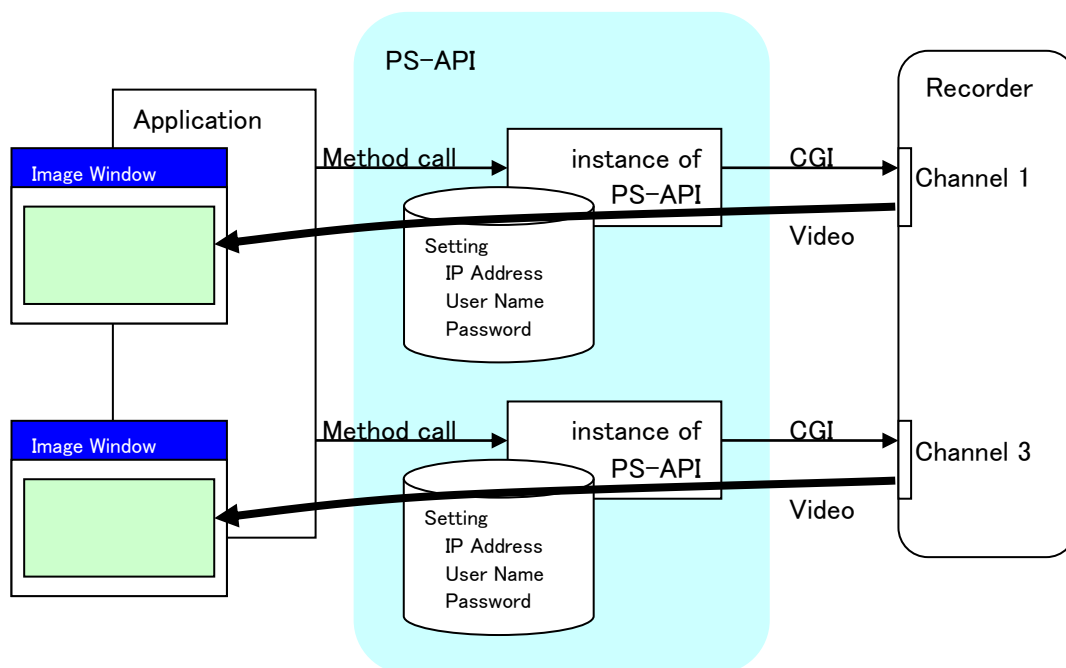 PS-API
Recorder
Application
Image Window
Method call
instance of
PS-API
CGI
Channel 1
Video
Setting
IP Address
User Name
Password
Image Window
Method call
instance of
PS-API
CGI
Channel 3
Video
Setting
IP Address
User Name
Password